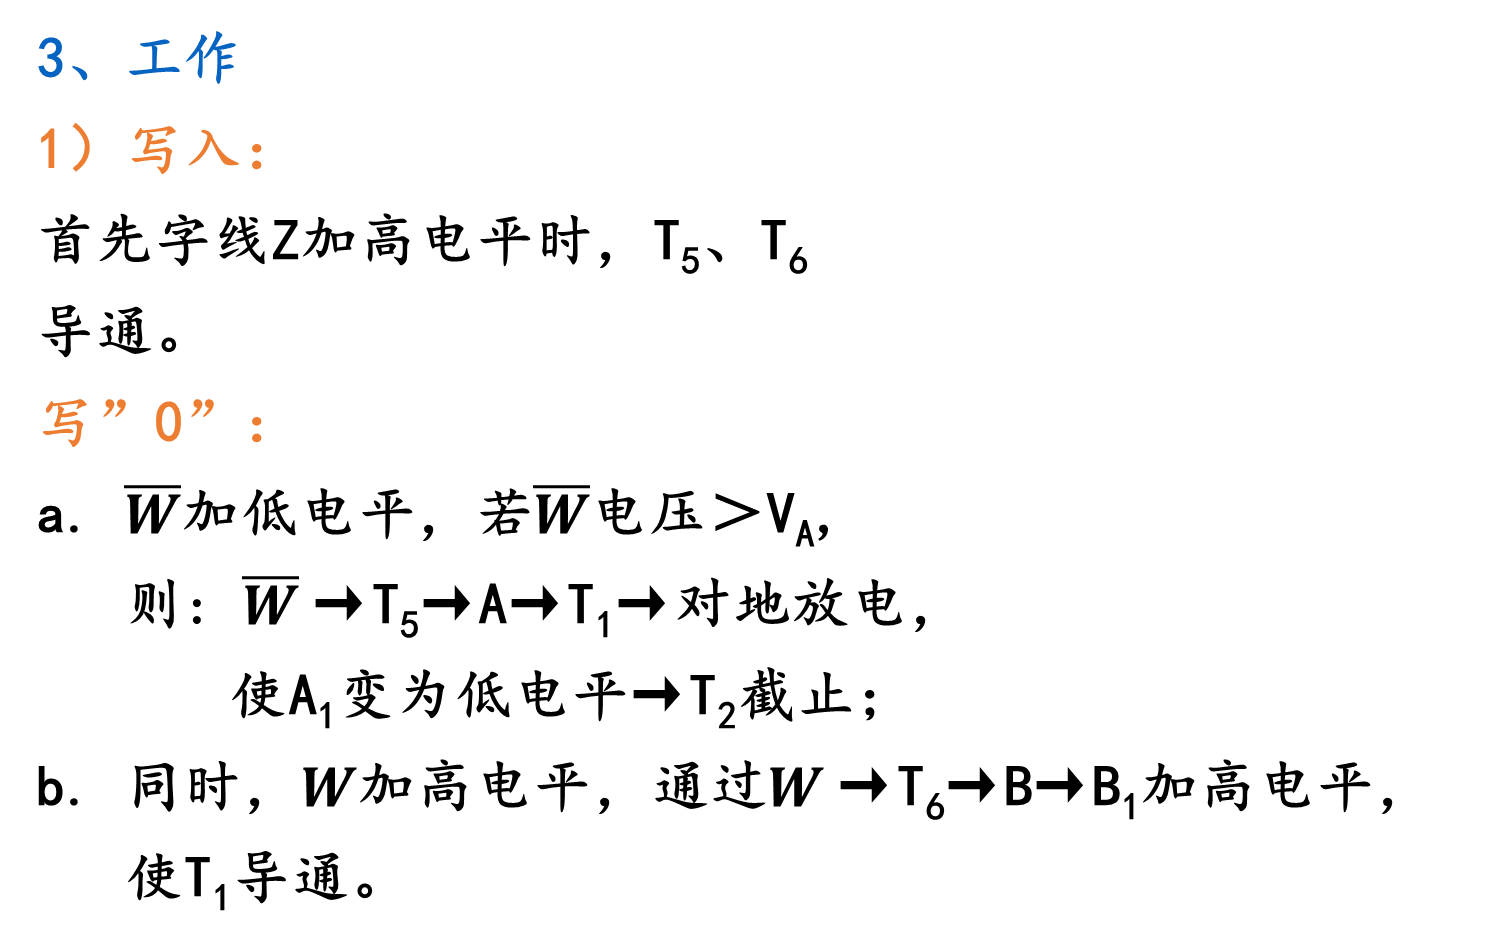 3、工作
1）写入：
首先字线Z加高电平时，T₅、T₆
导通。
写”0”：
a. W̅加低电平，若W̅电压＞V_A，
则：W̅→T₅→A→T₁→对地放电，
使A₁变为低电平→T₂截止；
b. 同时，W加高电平，通过W→T₆→B→B₁加高电平，
使T₁导通。